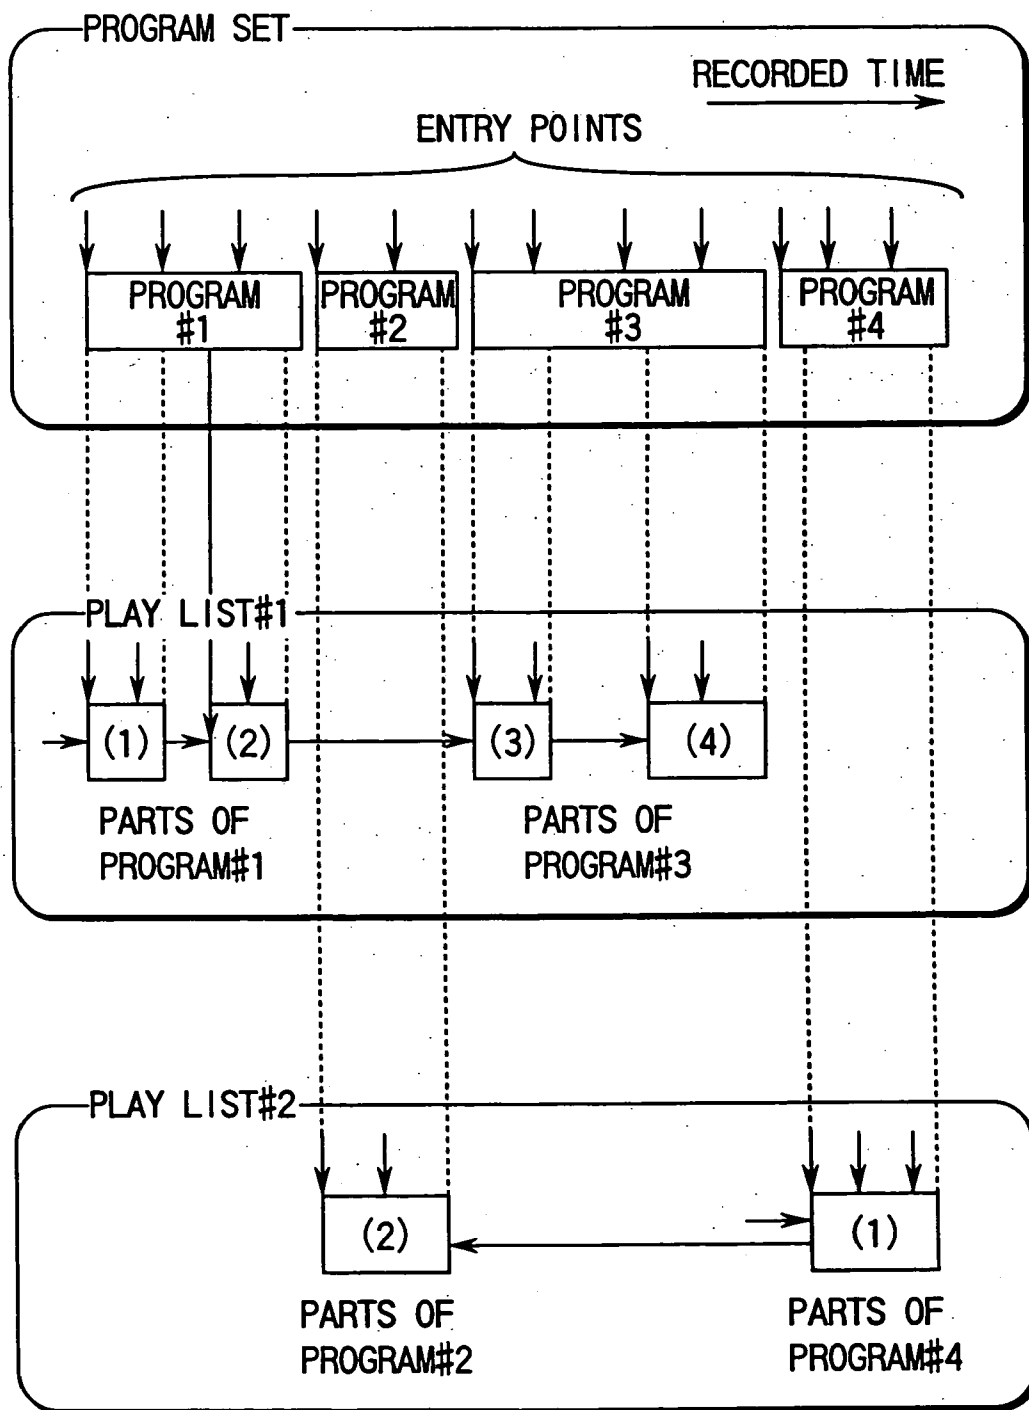 PROGRAM SET
RECORDED TIME
ENTRY POINTS
PROGRAM
#1
PROGRAM
#2
PROGRAM
#3
PROGRAM
#4
PLAY LIST#1
(1)
(2)
(3)
(4)
PARTS OF
PROGRAM#1
PARTS OF
PROGRAM#3
PLAY LIST#2
(2)
(1)
PARTS OF
PROGRAM#2
PARTS OF
PROGRAM#4